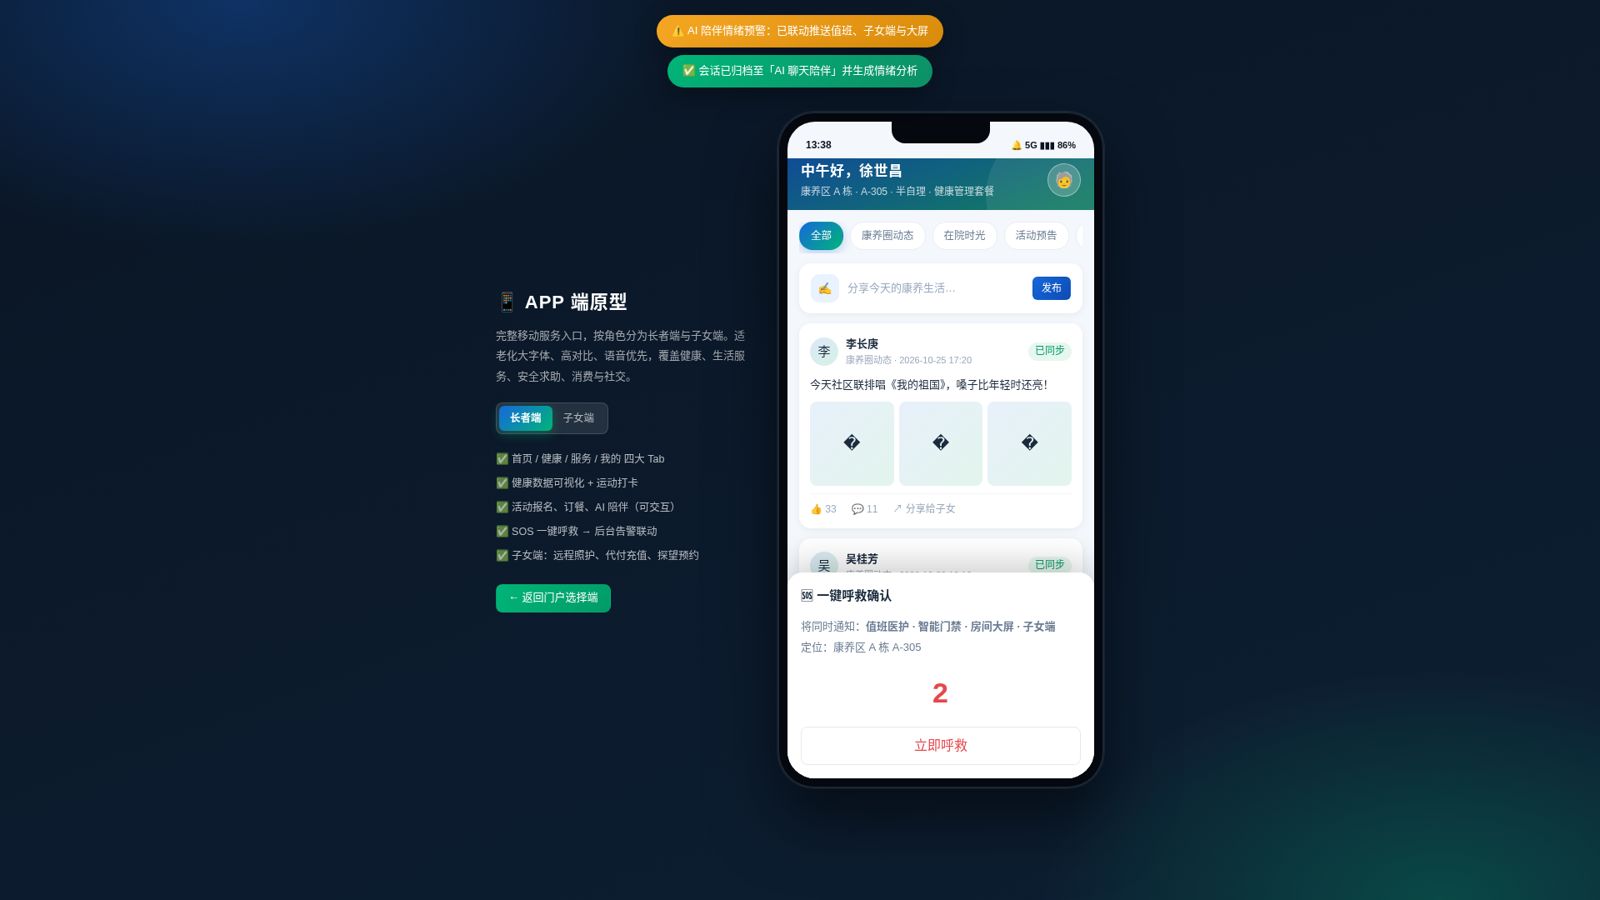 ⚠️ AI 陪伴情绪预警：已联动推送值班、子女端与大屏
✅ 会话已归档至「AI 聊天陪伴」并生成情绪分析
📱 APP 端原型
完整移动服务入口，按角色分为长者端与子女端。适
老化大字体、高对比、语音优先，覆盖健康、生活服
务、安全求助、消费与社交。
长者端 子女端
✅ 首页 / 健康 / 服务 / 我的 四大 Tab
✅ 健康数据可视化 + 运动打卡
✅ 活动报名、订餐、AI 陪伴（可交互）
✅ SOS 一键呼救 → 后台告警联动
✅ 子女端：远程照护、代付充值、探望预约
← 返回门户选择端
13:38 🔔 5G ▮▮▮ 86%
中午好，徐世昌
康养区 A 栋 · A-305 · 半自理 · 健康管理套餐
全部 康养圈动态 在院时光 活动预告
✍️ 分享今天的康养生活… 发布
李 李长庚 已同步
康养圈动态 · 2026-10-25 17:20
今天社区联排唱《我的祖国》，嗓子比年轻时还亮！
� � �
👍 33 💬 11 ↗ 分享给子女
吴 吴桂芳 已同步
🆘 一键呼救确认
将同时通知：值班医护 · 智能门禁 · 房间大屏 · 子女端
定位：康养区 A 栋 A-305
2
立即呼救